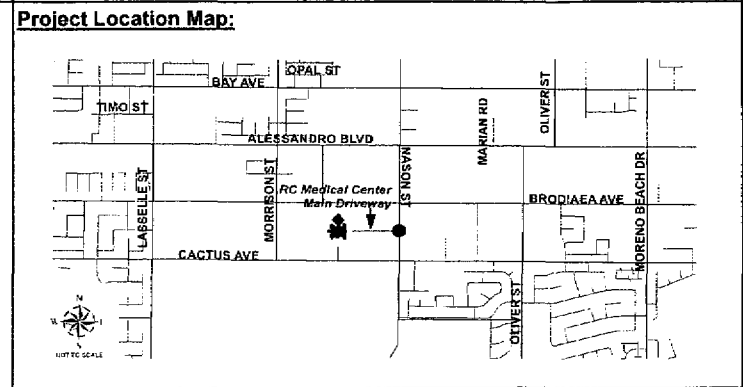 Project Location Map:
OPAL ST
BAY AVE
TIMO ST
OLIVER ST
MARIAN RD
ALESSANDRO BLVD
NASON ST
LASSELLE ST
MORRISON ST
RC Medical Center
Main Driveway
BRODIAEA AVE
MORENO BEACH DR
CACTUS AVE
OLIVER ST
N
W
S
NOT TO SCALE